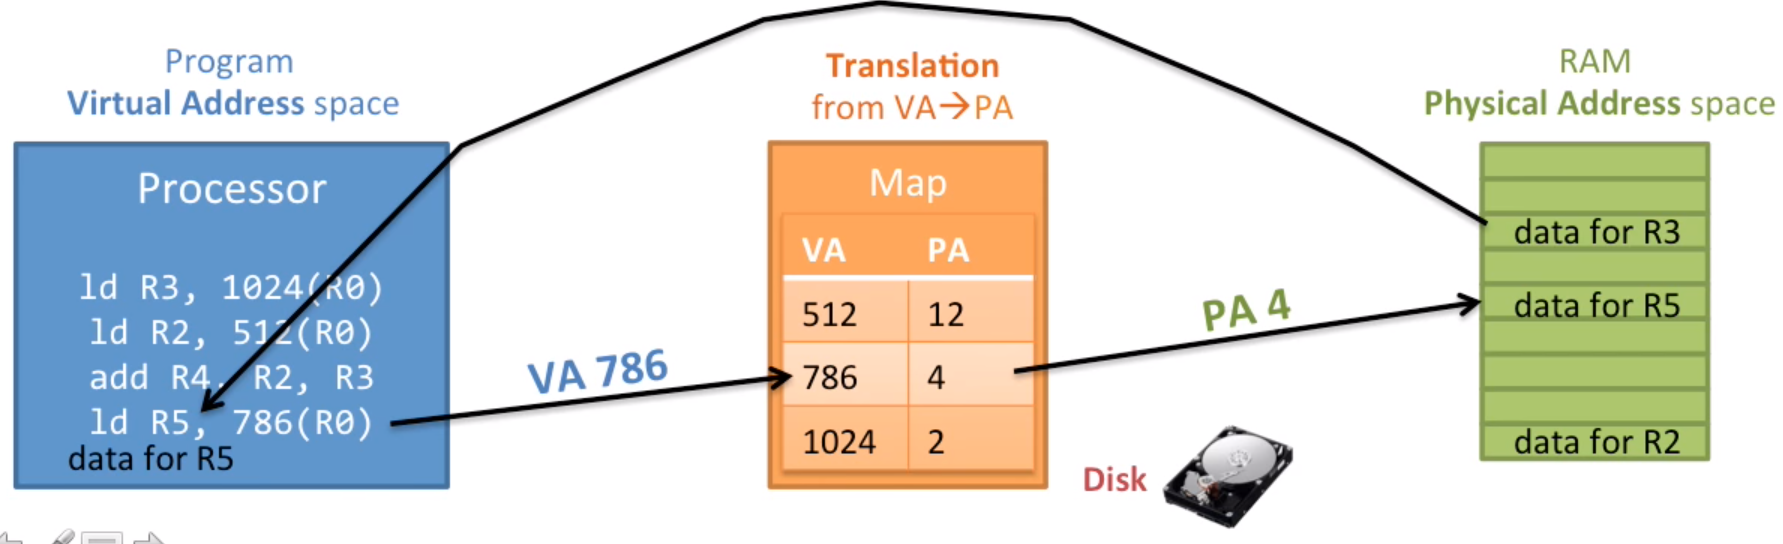 Program
Virtual Address space
Translation
from VA→PA
RAM
Physical Address space
Processor
ld R3, 1024(R0)
ld R2, 512(R0)
add R4, R2, R3
ld R5, 786(R0)
data for R5
VA 786
Map
VA PA
512 12
786 4
1024 2
PA 4
Disk
data for R3
data for R5
data for R2